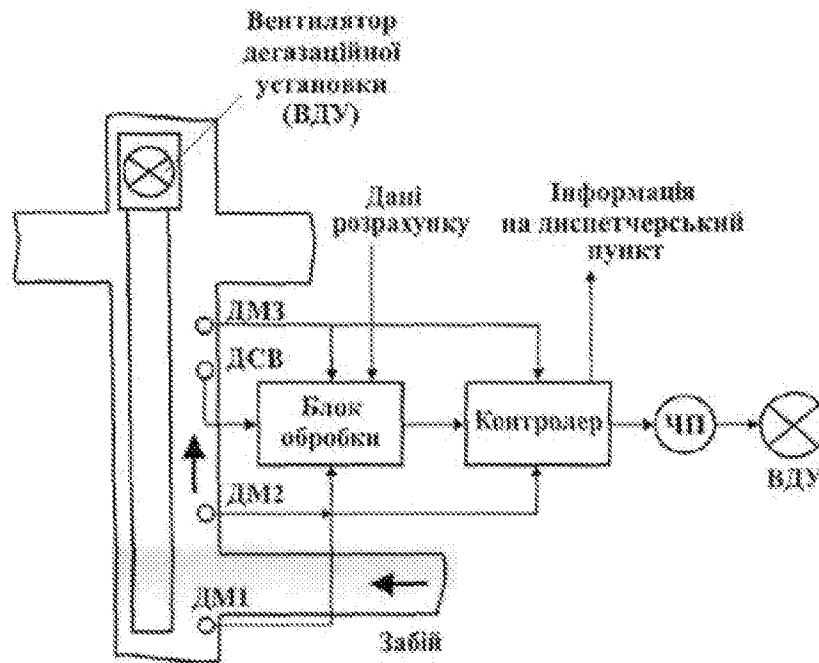 Вентилятор
дегазаційної
установки
(ВДУ)
Дані
розрахунку
Інформація
на диспетчерський
пункт
ДМ3
ДСВ
Блок
обробки
Контролер
ЧП
ВДУ
ДМ2
ДМ1
Забій